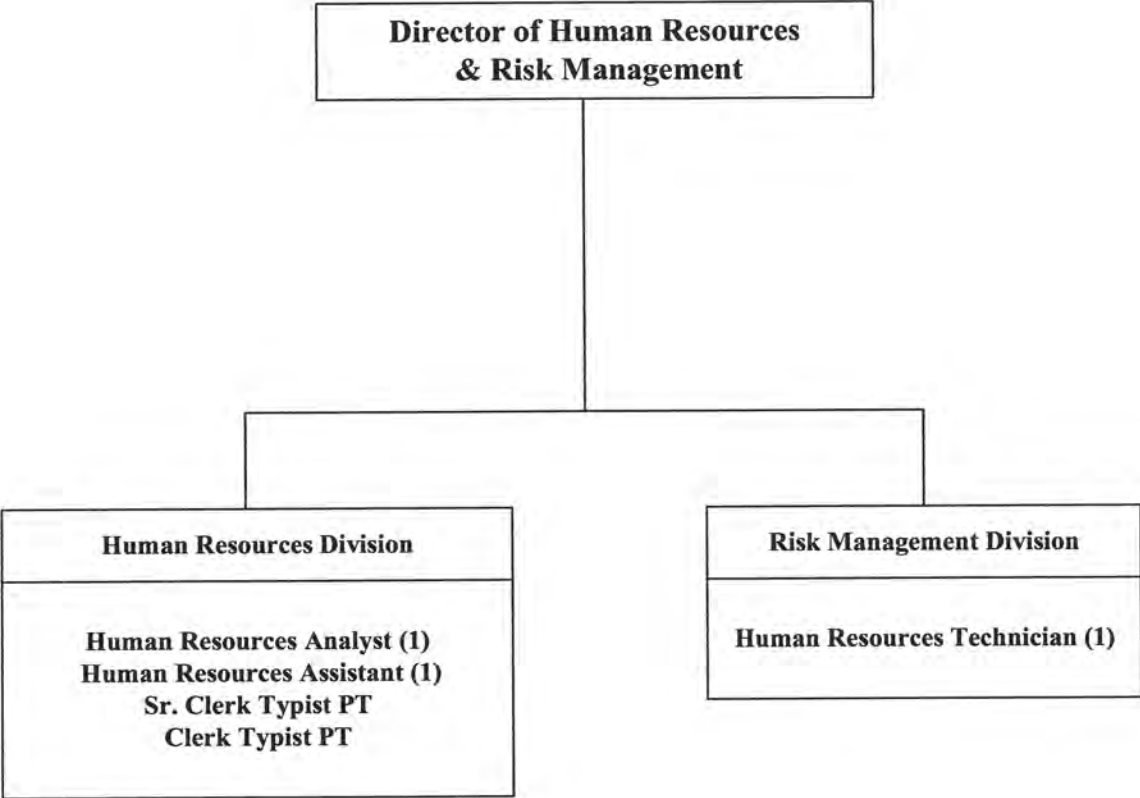 Director of Human Resources
& Risk Management
Human Resources Division
Human Resources Analyst (1)
Human Resources Assistant (1)
Sr. Clerk Typist PT
Clerk Typist PT
Risk Management Division
Human Resources Technician (1)